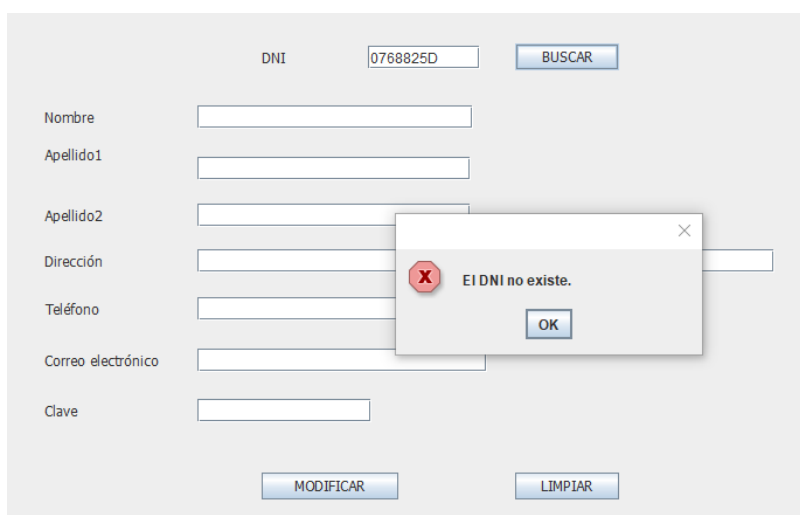 DNI 0768825D BUSCAR
Nombre
Apellido1
Apellido2
Dirección
El DNI no existe.
Teléfono
OK
Correo electrónico
Clave
MODIFICAR LIMPIAR